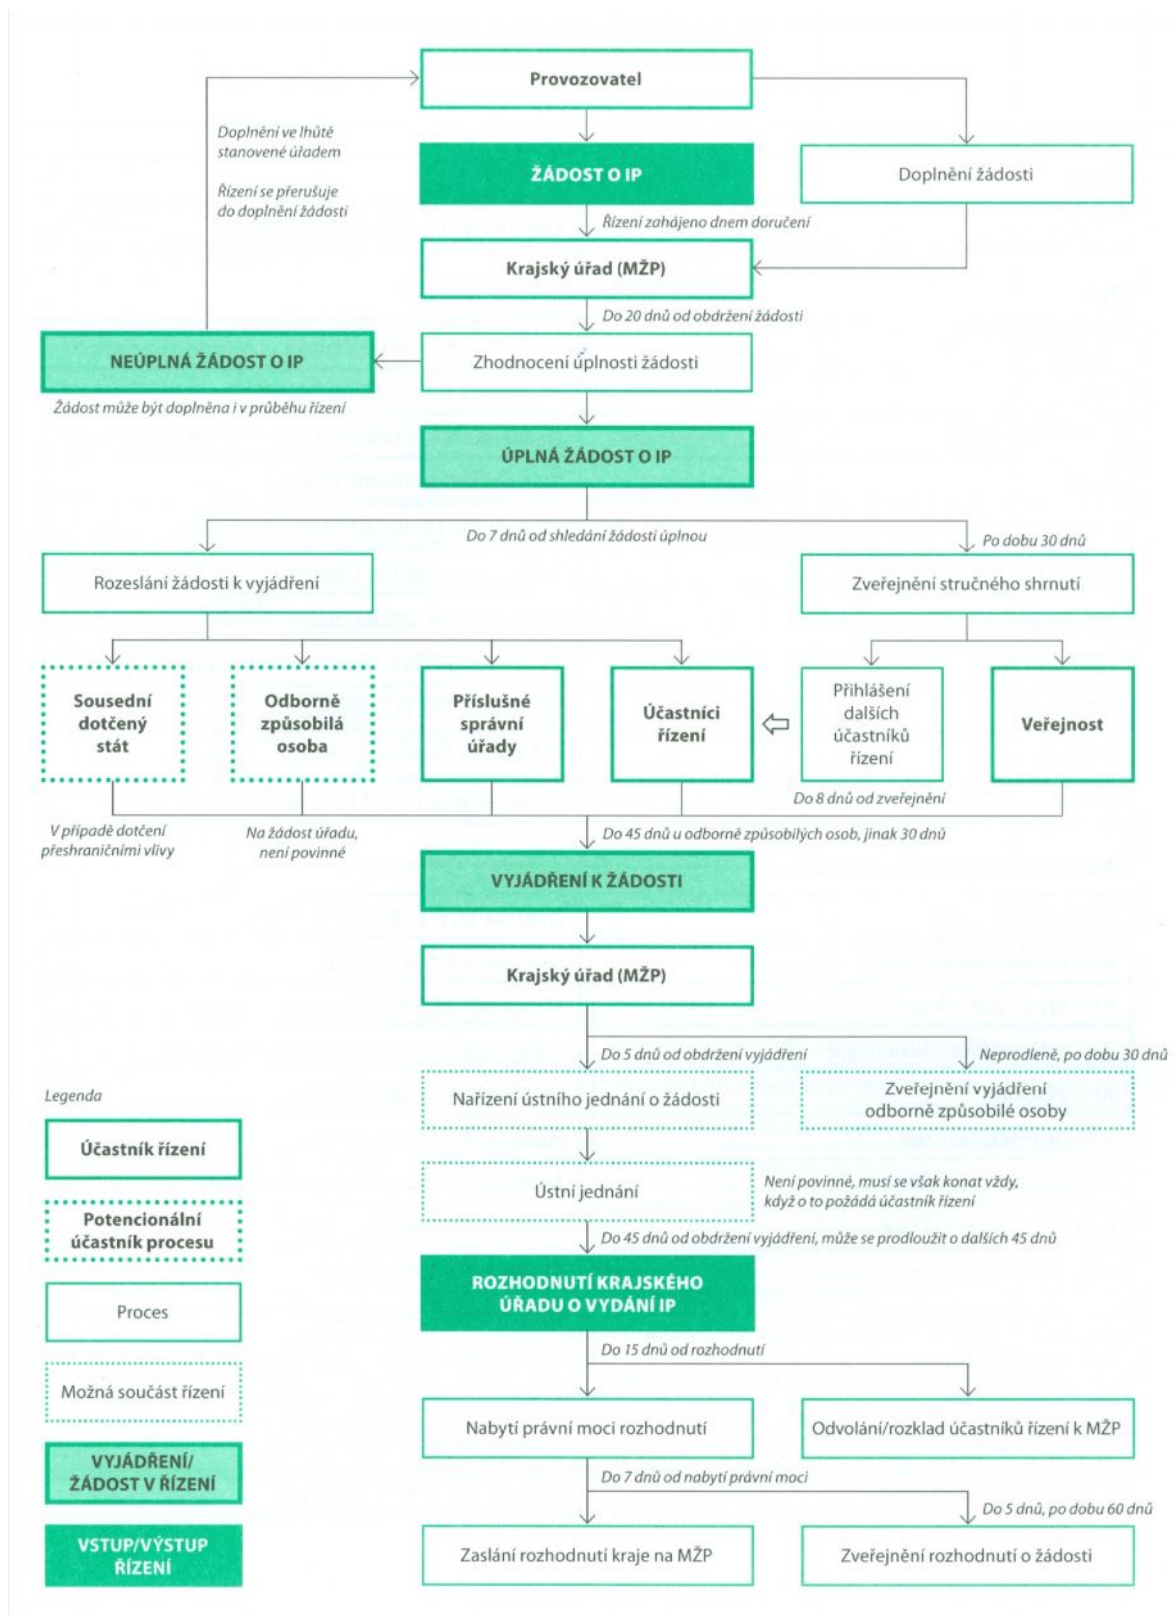 Provozovatel
Doplnění ve lhůtě
stanovené úřadem
Řízení se přerušuje
do doplnění žádosti
ŽÁDOST O IP
Doplnění žádosti
Řízení zahájeno dnem doručení
Krajský úřad (MŽP)
Do 20 dnů od obdržení žádosti
NEÚPLNÁ ŽÁDOST O IP
Zhodnocení úplnosti žádosti
Žádost může být doplněna i v průběhu řízení
ÚPLNÁ ŽÁDOST O IP
Do 7 dnů od shledání žádosti úplnou
Po dobu 30 dnů
Rozeslání žádosti k vyjádření
Zveřejnění stručného shrnutí
Sousední
dotčený
stát
Odborně
způsobilá
osoba
Příslušné
správní
úřady
Účastníci
řízení
Přihlášení
dalších
účastníků
řízení
Veřejnost
Do 8 dnů od zveřejnění
V případě dotčení
přeshraničními vlivy
Na žádost úřadu,
není povinné
Do 45 dnů u odborně způsobilých osob, jinak 30 dnů
VYJÁDŘENÍ K ŽÁDOSTI
Krajský úřad (MŽP)
Do 5 dnů od obdržení vyjádření
Neprodleně, po dobu 30 dnů
Nařízení ústního jednání o žádosti
Zveřejnění vyjádření
odborně způsobilé osoby
Ústní jednání
Není povinné, musí se však konat vždy,
když o to požádá účastník řízení
Do 45 dnů od obdržení vyjádření, může se prodloužit o dalších 45 dnů
ROZHODNUTÍ KRAJSKÉHO
ÚŘADU O VYDÁNÍ IP
Do 15 dnů od rozhodnutí
Nabytí právní moci rozhodnutí
Odvolání/rozklad účastníků řízení k MŽP
Do 7 dnů od nabytí právní moci
Do 5 dnů, po dobu 60 dnů
Zaslání rozhodnutí kraje na MŽP
Zveřejnění rozhodnutí o žádosti
Legenda
Účastník řízení
Potencionální
účastník procesu
Proces
Možná součást řízení
VYJÁDŘENÍ/
ŽÁDOST V ŘÍZENÍ
VSTUP/VÝSTUP
ŘÍZENÍ